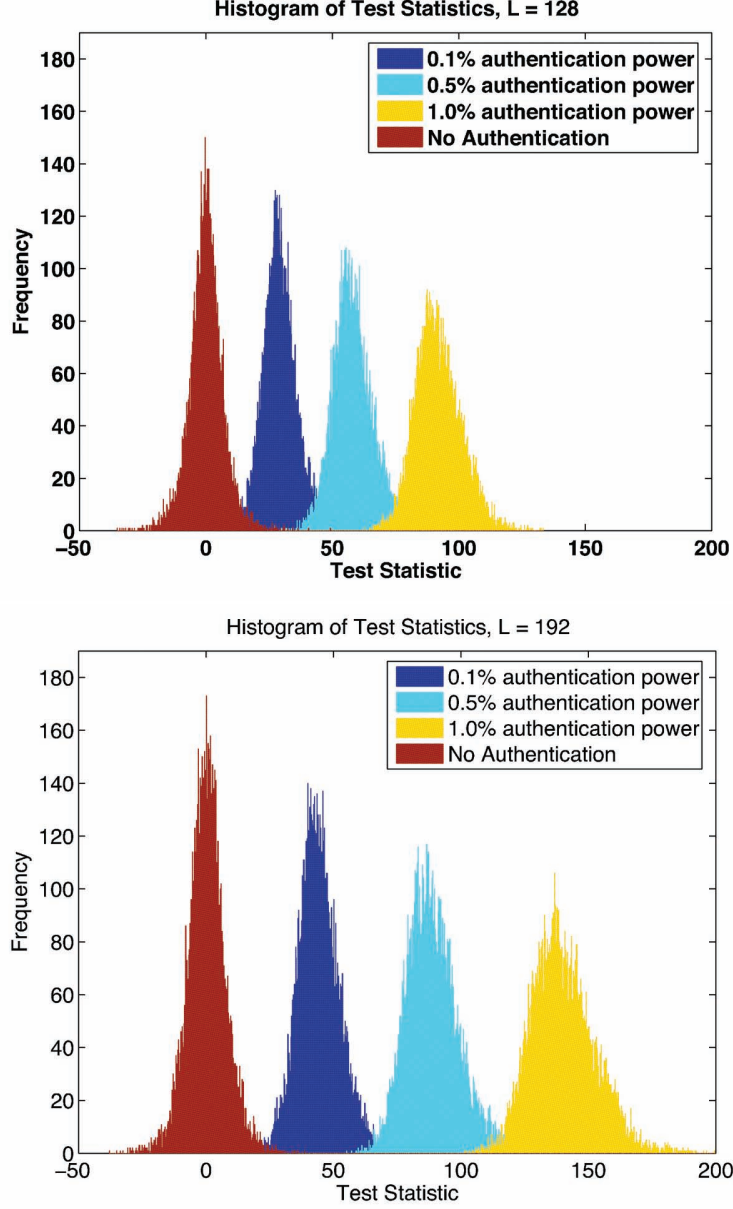 Histogram of Test Statistics, L = 128
0.1% authentication power
0.5% authentication power
1.0% authentication power
No Authentication
Frequency
180
160
140
120
100
80
60
40
20
0
−50 0 50 100 150 200
Test Statistic
Histogram of Test Statistics, L = 192
0.1% authentication power
0.5% authentication power
1.0% authentication power
No Authentication
Frequency
180
160
140
120
100
80
60
40
20
0
−50 0 50 100 150 200
Test Statistic